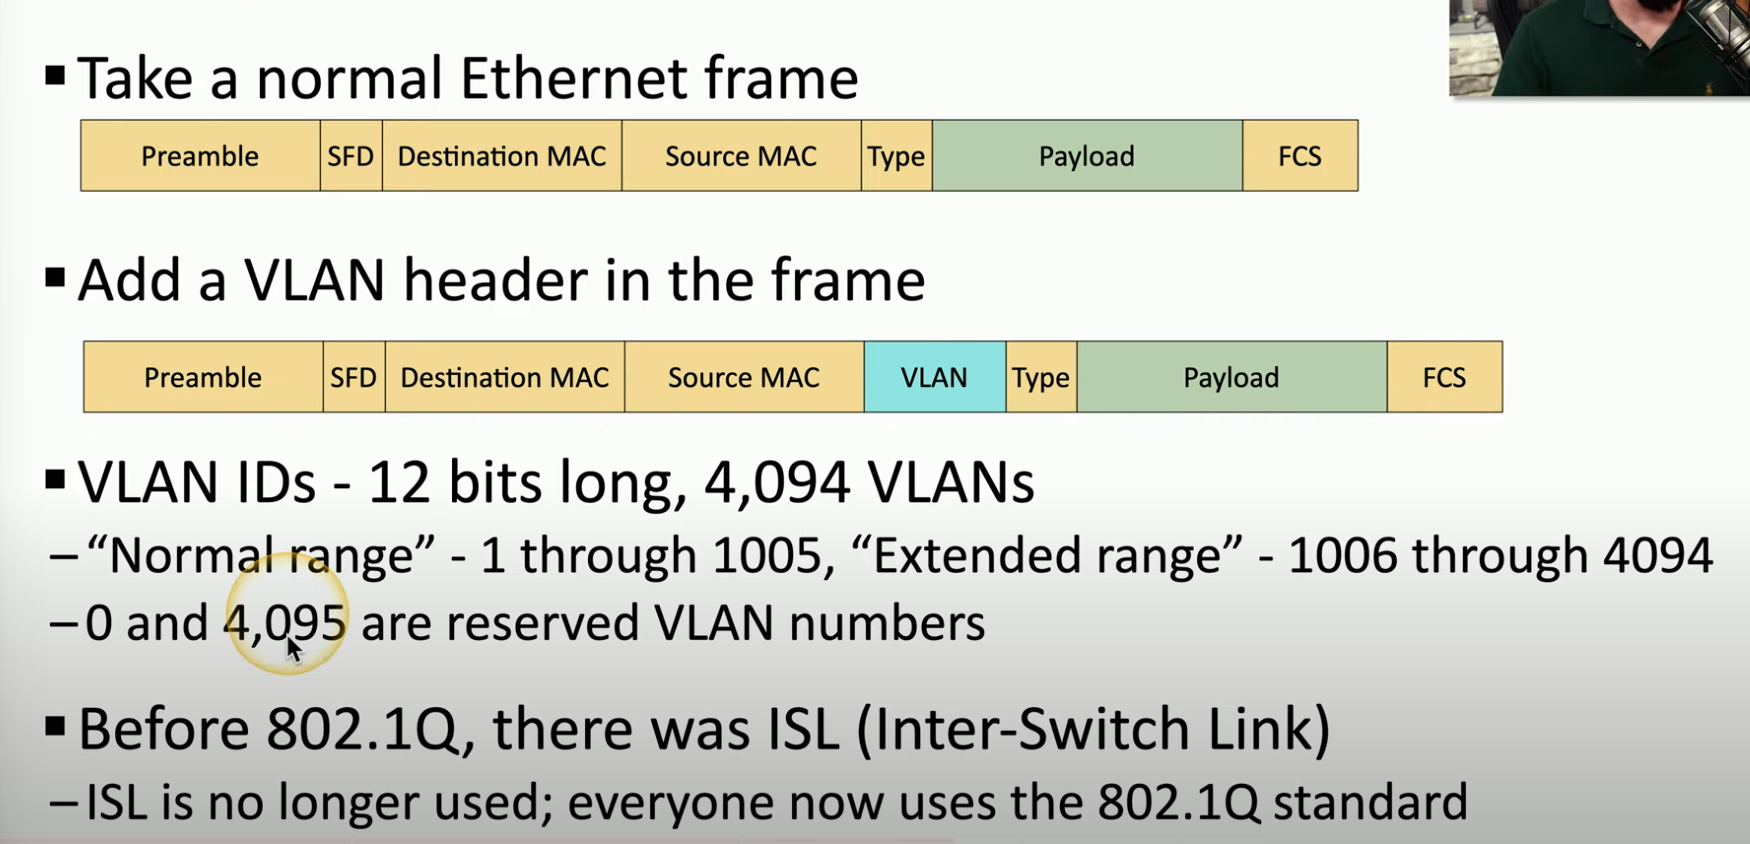 ▪ Take a normal Ethernet frame
Preamble SFD Destination MAC Source MAC Type Payload FCS
▪ Add a VLAN header in the frame
Preamble SFD Destination MAC Source MAC VLAN Type Payload FCS
▪ VLAN IDs - 12 bits long, 4,094 VLANs
– “Normal range” - 1 through 1005, “Extended range” - 1006 through 4094
– 0 and 4,095 are reserved VLAN numbers
▪ Before 802.1Q, there was ISL (Inter-Switch Link)
– ISL is no longer used; everyone now uses the 802.1Q standard